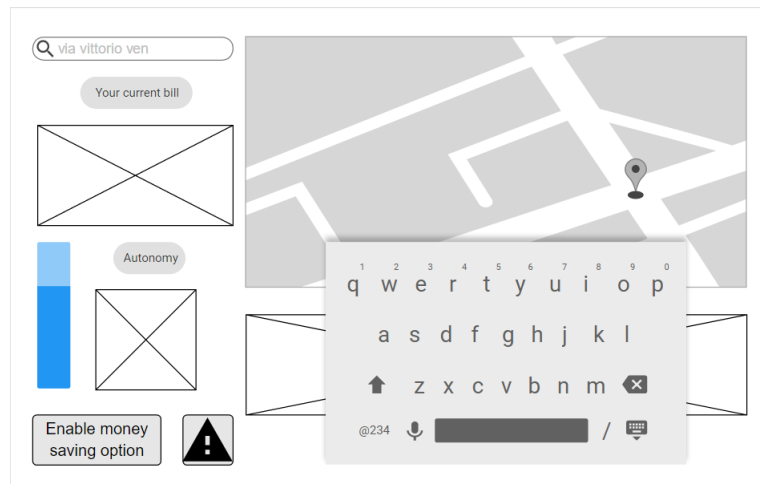 via vittorio ven
Your current bill
Autonomy
Enable money
saving option
1 2 3 4 5 6 7 8 9 0
q w e r t y u i o p
a s d f g h j k l
z x c v b n m
@234 /